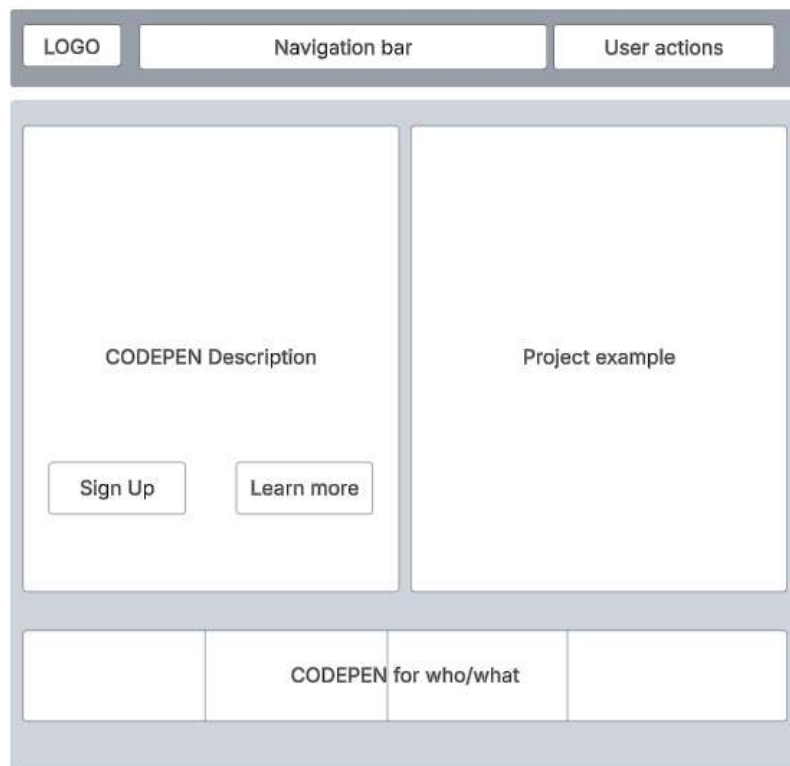 LOGO
Navigation bar
User actions
CODEPEN Description
Project example
Sign Up
Learn more
CODEPEN for who/what